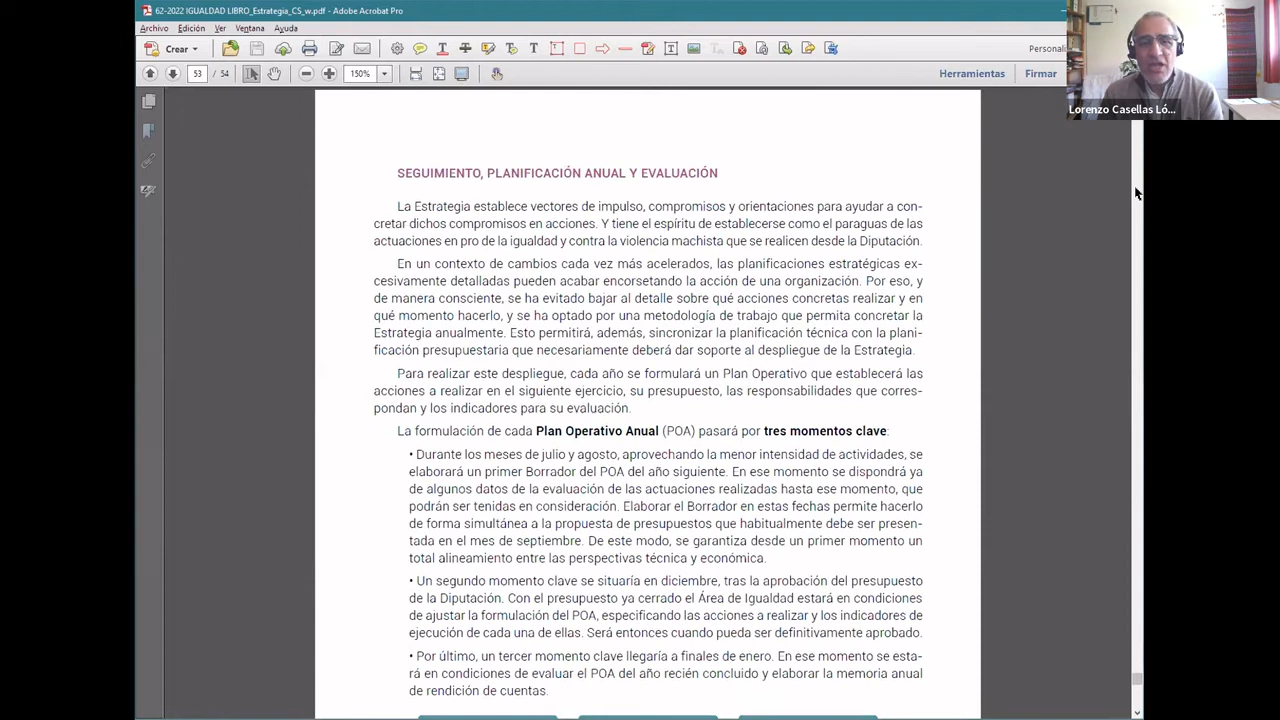 62-2022 IGUALDAD LIBRO_Estrategia_CS_w.pdf - Adobe Acrobat Pro
Archivo Edición Ver Ventana Ayuda
Crear
Personali
53 / 54
150%
Herramientas
Firmar
Lorenzo Casellas Ló...
SEGUIMIENTO, PLANIFICACIÓN ANUAL Y EVALUACIÓN
La Estrategia establece vectores de impulso, compromisos y orientaciones para ayudar a con-
cretar dichos compromisos en acciones. Y tiene el espíritu de establecerse como el paraguas de las
actuaciones en pro de la igualdad y contra la violencia machista que se realicen desde la Diputación.
En un contexto de cambios cada vez más acelerados, las planificaciones estratégicas ex-
cesivamente detalladas pueden acabar encorsetando la acción de una organización. Por eso, y
de manera consciente, se ha evitado bajar al detalle sobre qué acciones concretas realizar y en
qué momento hacerlo, y se ha optado por una metodología de trabajo que permita concretar la
Estrategia anualmente. Esto permitirá, además, sincronizar la planificación técnica con la plani-
ficación presupuestaria que necesariamente deberá dar soporte al despliegue de la Estrategia.
Para realizar este despliegue, cada año se formulará un Plan Operativo que establecerá las
acciones a realizar en el siguiente ejercicio, su presupuesto, las responsabilidades que corres-
pondan y los indicadores para su evaluación.
La formulación de cada Plan Operativo Anual (POA) pasará por tres momentos clave:
• Durante los meses de julio y agosto, aprovechando la menor intensidad de actividades, se
elaborará un primer Borrador del POA del año siguiente. En ese momento se dispondrá ya
de algunos datos de la evaluación de las actuaciones realizadas hasta ese momento, que
podrán ser tenidas en consideración. Elaborar el Borrador en estas fechas permite hacerlo
de forma simultánea a la propuesta de presupuestos que habitualmente debe ser presen-
tada en el mes de septiembre. De este modo, se garantiza desde un primer momento un
total alineamiento entre las perspectivas técnica y económica.
• Un segundo momento clave se situaría en diciembre, tras la aprobación del presupuesto
de la Diputación. Con el presupuesto ya cerrado el Área de Igualdad estará en condiciones
de ajustar la formulación del POA, especificando las acciones a realizar y los indicadores de
ejecución de cada una de ellas. Será entonces cuando pueda ser definitivamente aprobado.
• Por último, un tercer momento clave llegaría a finales de enero. En ese momento se esta-
rá en condiciones de evaluar el POA del año recién concluido y elaborar la memoria anual
de rendición de cuentas.